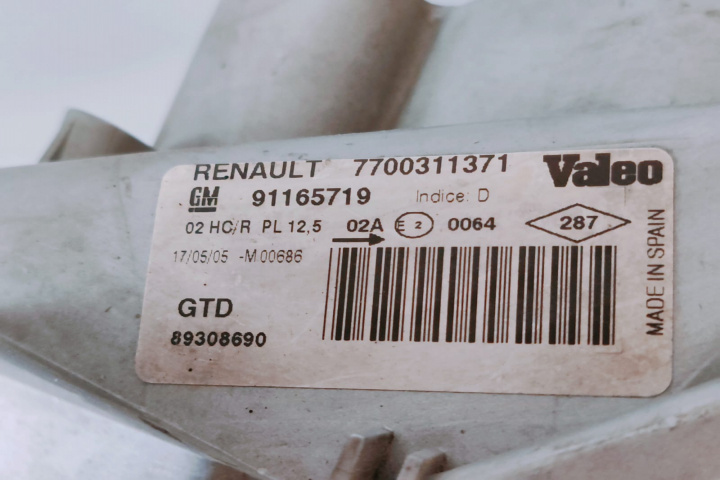 RENAULT 7700311371 Valeo
GM 91165719 Indice: D
02 HC/R PL 12,5 02A E 2 0064 287
17/05/05 -M 00686
GTD
89308690
MADE IN SPAIN